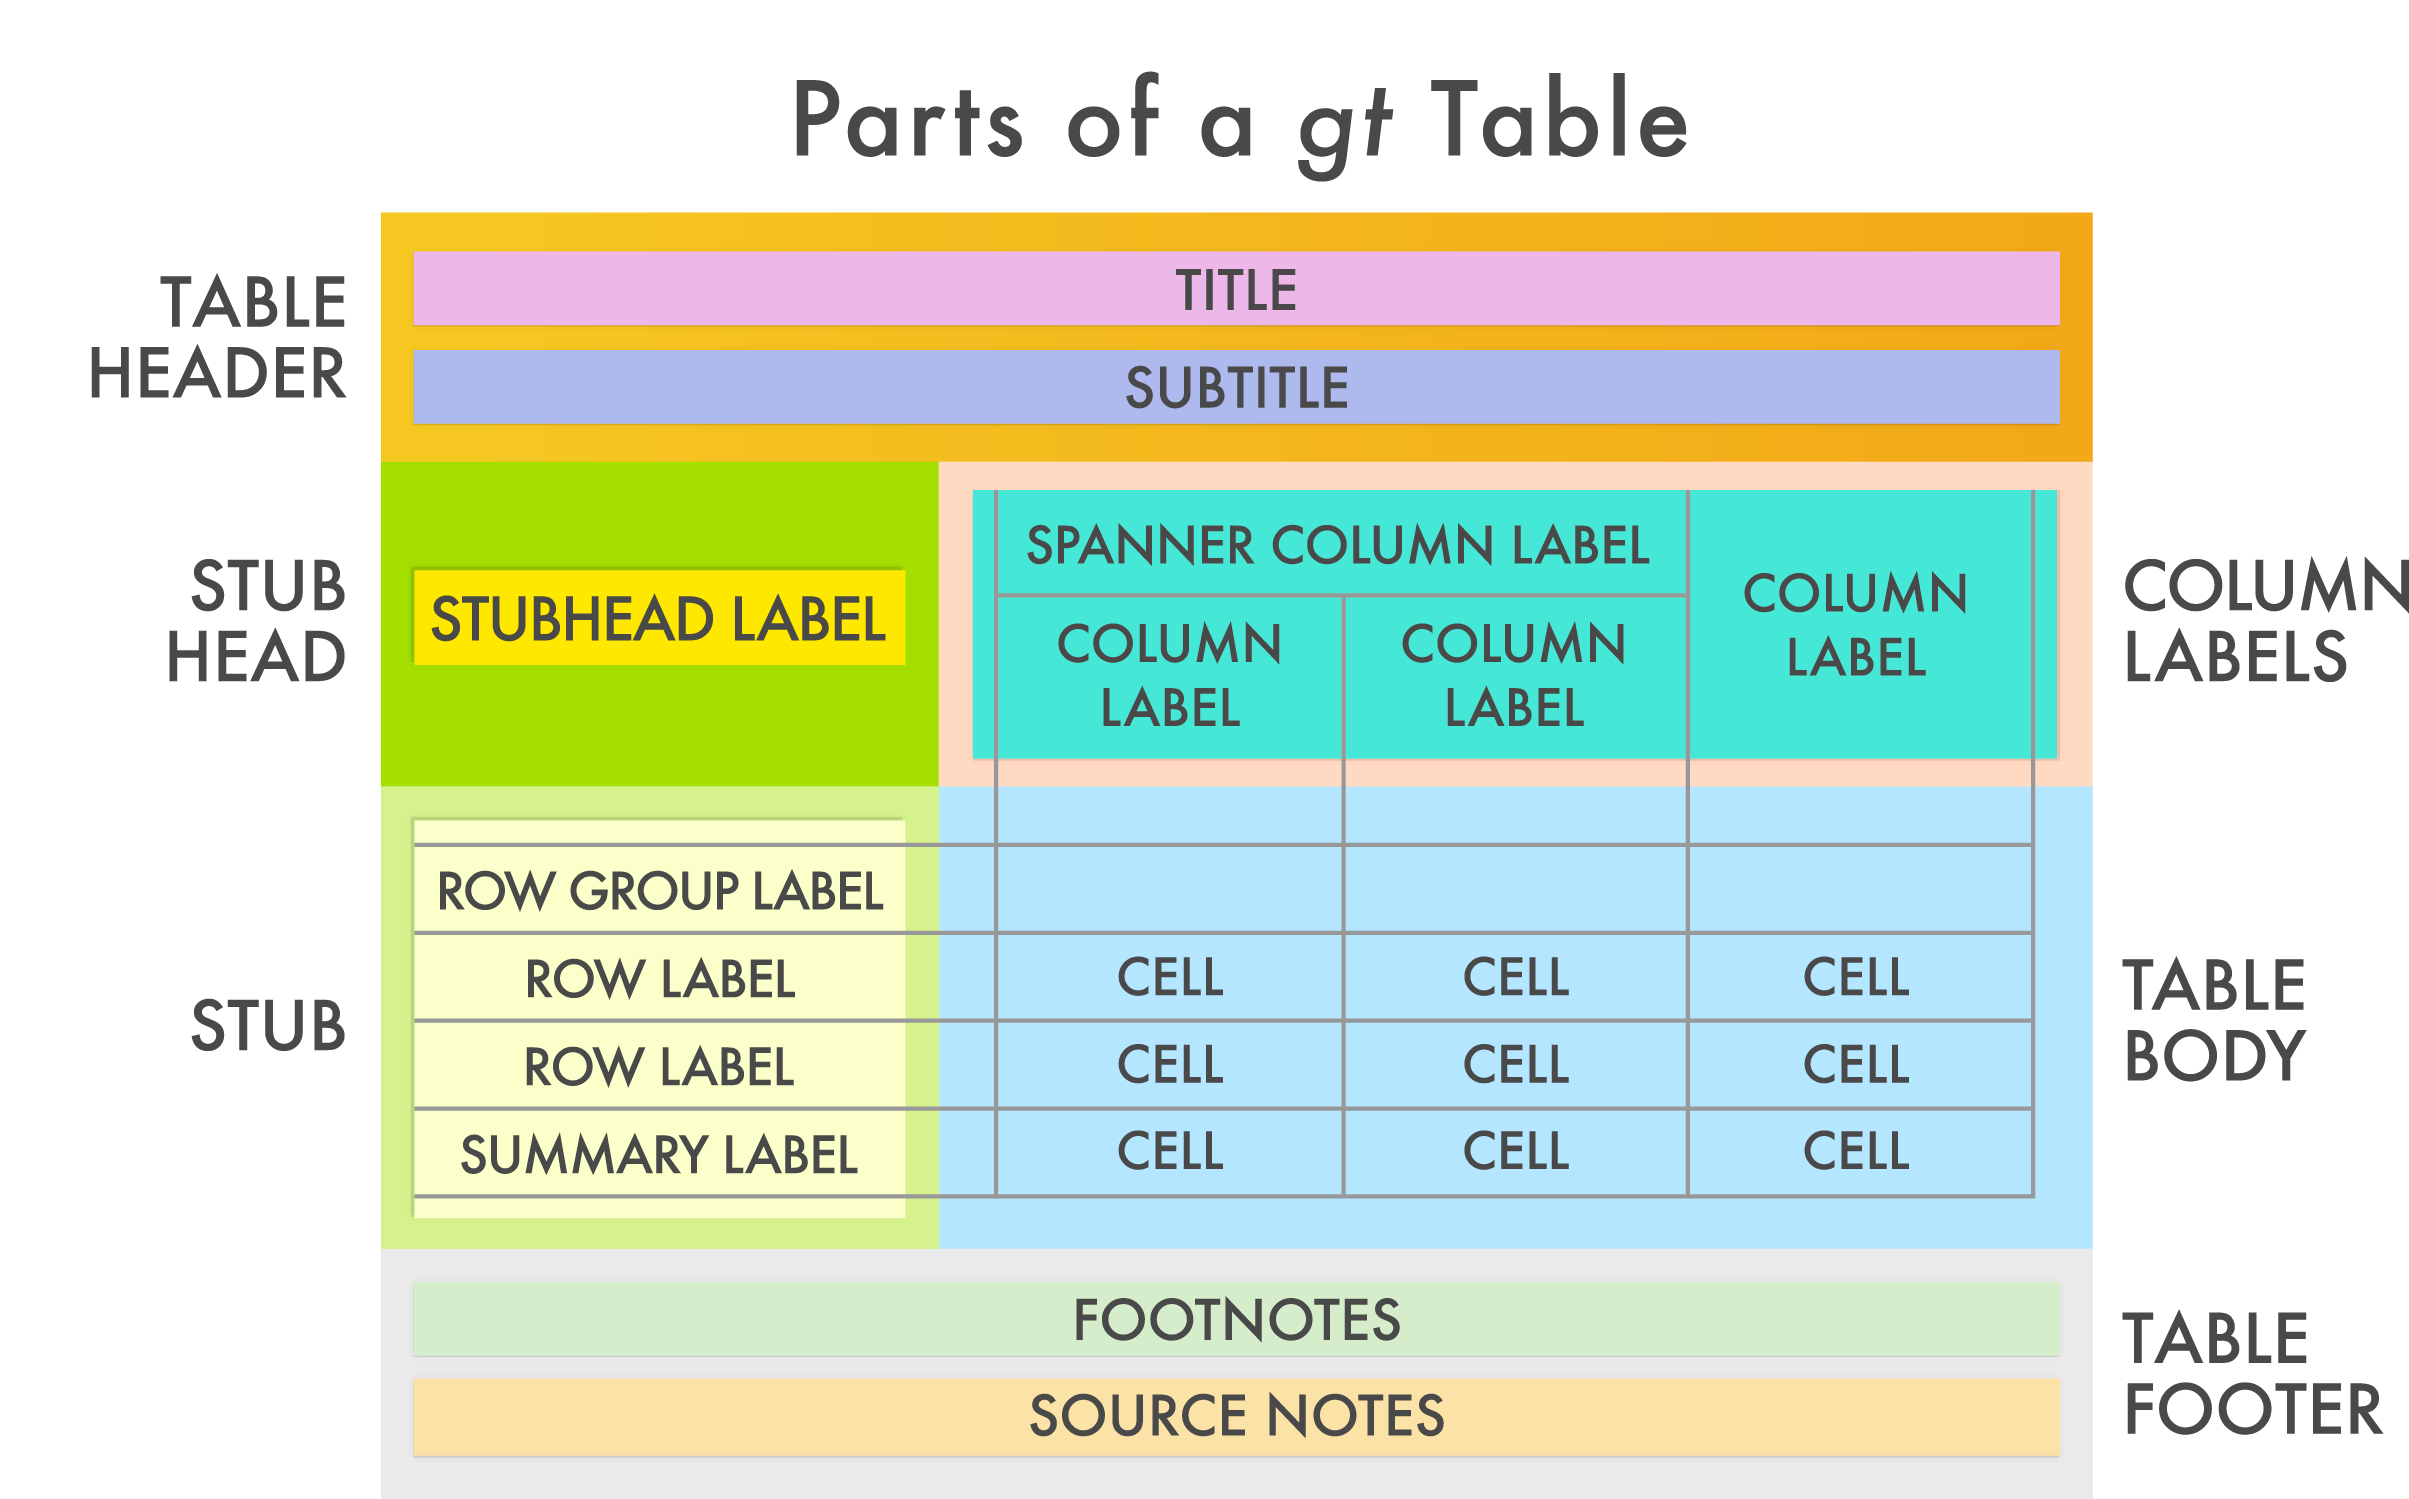 Parts of a gt Table
TABLE
HEADER
TITLE
SUBTITLE
STUB
HEAD
STUBHEAD LABEL
SPANNER COLUMN LABEL
COLUMN
LABEL
COLUMN
LABEL
COLUMN
LABEL
COLUMN
LABELS
STUB
ROW GROUP LABEL
ROW LABEL
CELL
CELL
CELL
ROW LABEL
CELL
CELL
CELL
SUMMARY LABEL
CELL
CELL
CELL
TABLE
BODY
FOOTNOTES
SOURCE NOTES
TABLE
FOOTER